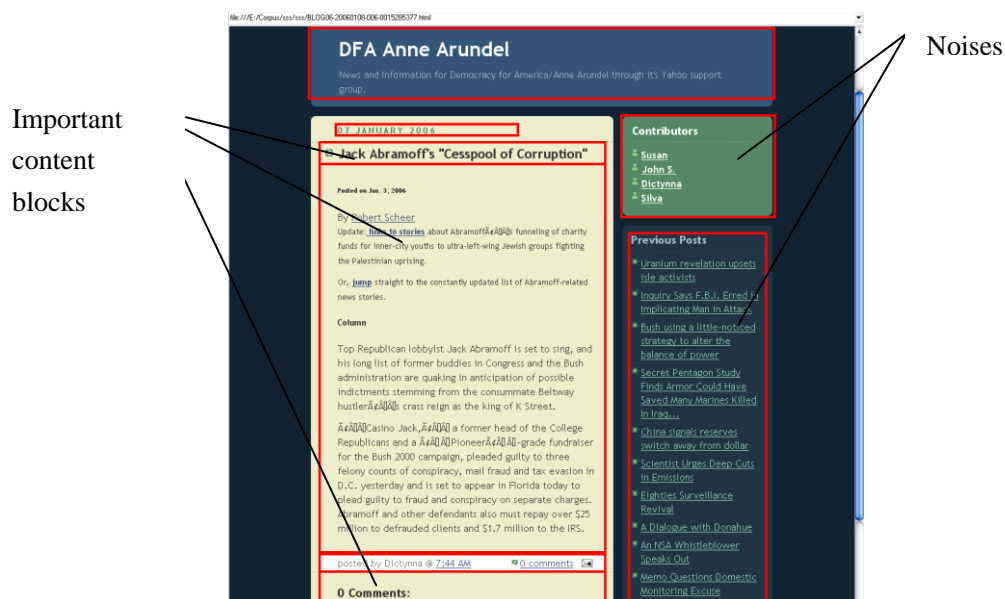 file:///E:/Corpus/sss/sss/BLOG06-20060108-006-0015285377.html
DFA Anne Arundel
News and Information for Democracy for America/Anne Arundel through it's Yahoo support
group.
Noises
Important
content
blocks
07 JANUARY 2006
Jack Abramoff's "Cesspool of Corruption"
Posted on Jan. 3, 2006
By Robert Scheer
Update: links to stories about Abramoff funneling of charity
funds for inner-city youths to ultra-left-wing Jewish groups fighting
the Palestinian uprising.
Or, jump straight to the constantly updated list of Abramoff-related
news stories.
Column
Top Republican lobbyist Jack Abramoff is set to sing, and
his long list of former buddies in Congress and the Bush
administration are quaking in anticipation of possible
indictments stemming from the consummate Beltway
crass reign as the king of K Street.
a former head of the College
Republicans and a fundraiser
for the Bush 2000 campaign, pleaded guilty to three
felony counts of conspiracy, mail fraud and tax evasion in
D.C. yesterday and is set to appear in Florida today to
plead guilty to fraud and conspiracy on separate charges.
Abramoff and other defendants also must repay over $25
million to defrauded clients and $1.7 million to the IRS.
posted by Dictynna @ 7:44 AM
0 comments
0 Comments:
Contributors
Susan
John S.
Dictynna
Silva
Previous Posts
Uranium revelation upsets
isle activists
Inquiry Says F.B.I. Erred in
Implicating Man in Attack
Bush using a little-noticed
strategy to alter the
balance of power
Secret Pentagon Study
Finds Armor Could Have
Saved Many Marines Killed
in Iraq...
China signals reserves
switch away from dollar
Scientist Urges Deep Cuts
in Emissions
Eighties Surveillance
Revival
A Dialogue with Donahue
An NSA Whistleblower
Speaks Out
Memo Questions Domestic
Monitoring Excuse